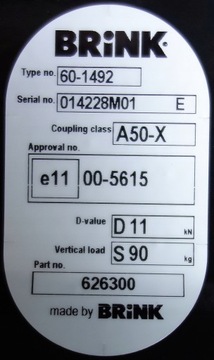 BRiNK®
Type no. 60-1492
Serial no. 014228M01 E
Coupling class A50-X
Approval no.
e11 00-5615
D-value D 11 kN
Vertical load S 90 kg
Part no.
626300
made by BRiNK